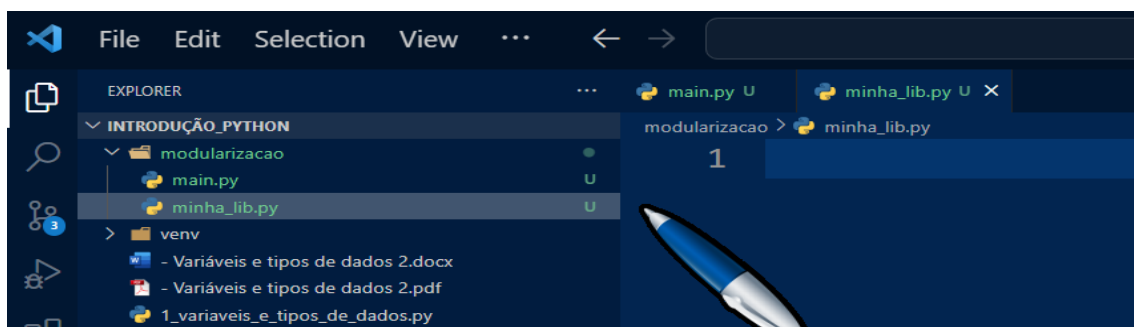 File Edit Selection View ...
EXPLORER ...
INTRODUÇÃO_PYTHON
modularizacao
main.py U
minha_lib.py U
venv
- Variáveis e tipos de dados 2.docx
- Variáveis e tipos de dados 2.pdf
1_variaveis_e_tipos_de_dados.py
3
main.py U minha_lib.py U
modularizacao > minha_lib.py
1